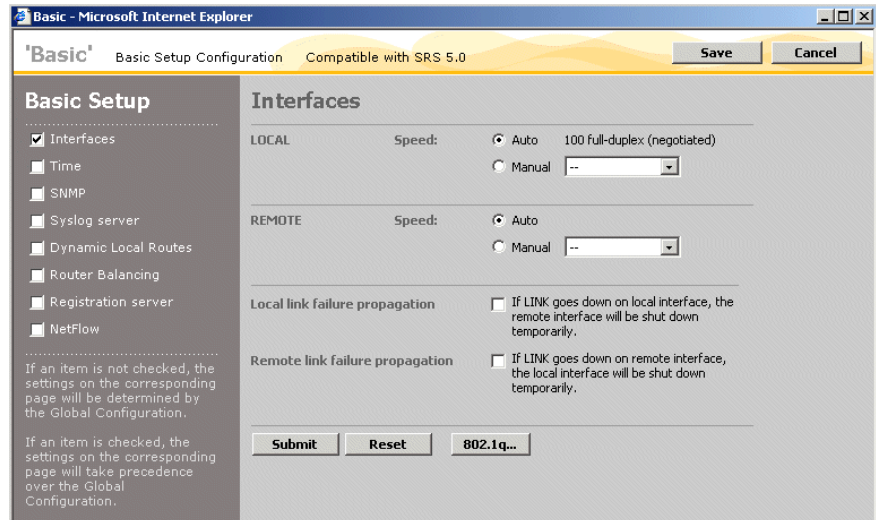 Basic - Microsoft Internet Explorer
'Basic' Basic Setup Configuration Compatible with SRS 5.0 Save Cancel
Basic Setup
Interfaces
Time
SNMP
Syslog server
Dynamic Local Routes
Router Balancing
Registration server
NetFlow
If an item is not checked, the
settings on the corresponding
page will be determined by
the Global Configuration.
If an item is checked, the
settings on the corresponding
page will take precedence
over the Global
Configuration.
Interfaces
LOCAL Speed: Auto 100 full-duplex (negotiated)
Manual --
REMOTE Speed: Auto
Manual --
Local link failure propagation If LINK goes down on local interface, the
remote interface will be shut down
temporarily.
Remote link failure propagation If LINK goes down on remote interface,
the local interface will be shut down
temporarily.
Submit Reset 802.1q...